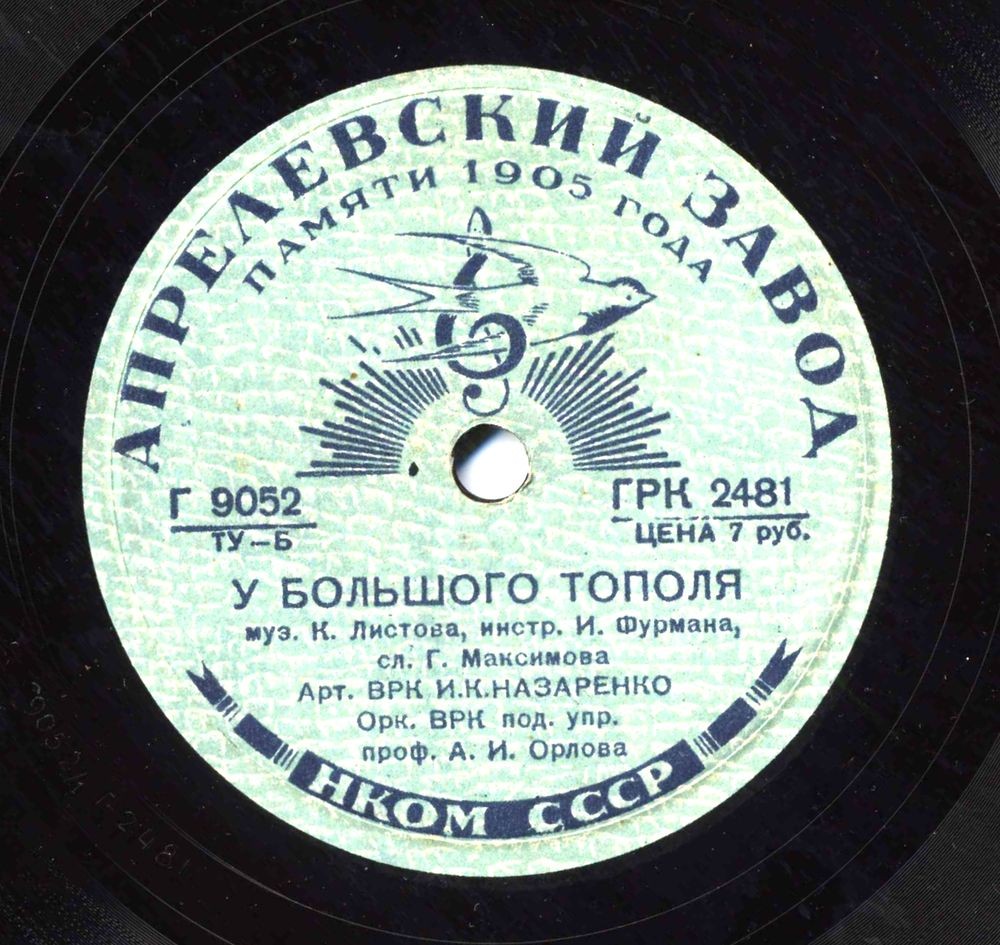 АПРЕЛЕВСКИЙ ЗАВОД
ПАМЯТИ 1905 ГОДА
Г 9052
ТУ–Б
ГРК 2481
ЦЕНА 7 руб.
У БОЛЬШОГО ТОПОЛЯ
муз. К. Листова, инстр. И. Фурмана,
сл. Г. Максимова
Арт. ВРК И.К.НАЗАРЕНКО
Орк. ВРК под. упр.
проф. А. И. Орлова
НКОМ СССР